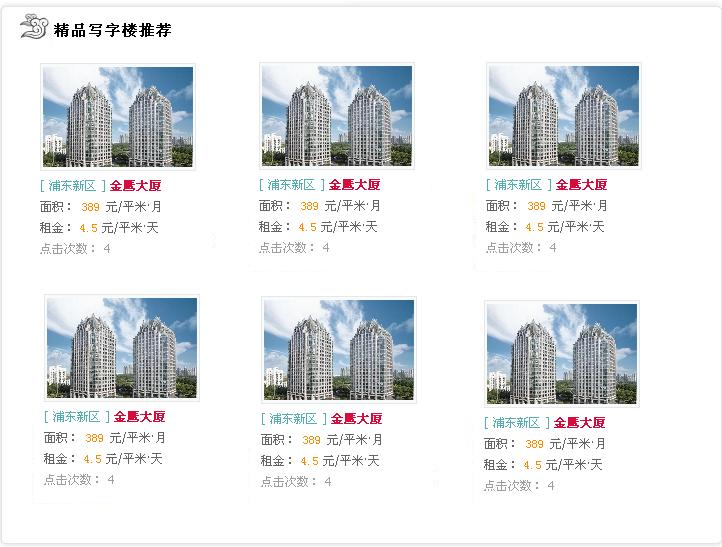 精品写字楼推荐
[ 浦东新区 ] 金鹰大厦
面积： 389 元/平米·月
租金： 4.5 元/平米·天
点击次数： 4
[ 浦东新区 ] 金鹰大厦
面积： 389 元/平米·月
租金： 4.5 元/平米·天
点击次数： 4
[ 浦东新区 ] 金鹰大厦
面积： 389 元/平米·月
租金： 4.5 元/平米·天
点击次数： 4
[ 浦东新区 ] 金鹰大厦
面积： 389 元/平米·月
租金： 4.5 元/平米·天
点击次数： 4
[ 浦东新区 ] 金鹰大厦
面积： 389 元/平米·月
租金： 4.5 元/平米·天
点击次数： 4
[ 浦东新区 ] 金鹰大厦
面积： 389 元/平米·月
租金： 4.5 元/平米·天
点击次数： 4